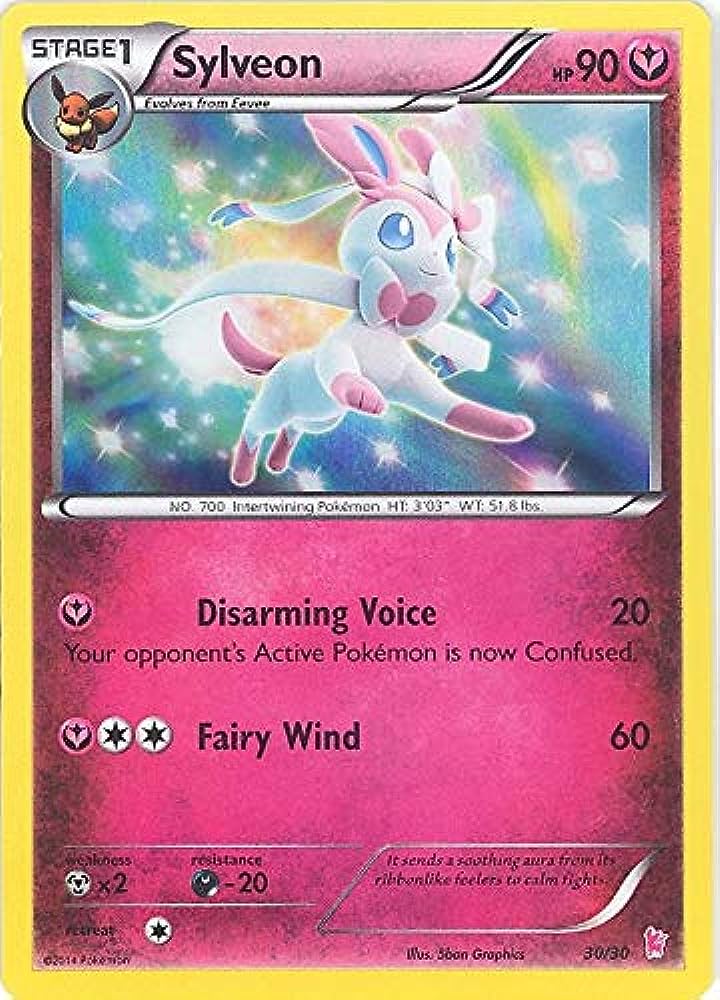 STAGE1 Sylveon HP90
Evolves from Eevee
NO. 700 Intertwining Pokémon HT: 3'03" WT: 51.8 lbs.
Disarming Voice 20
Your opponent's Active Pokémon is now Confused.
Fairy Wind 60
weakness resistance
×2 -20
It sends a soothing aura from its
ribbonlike feelers to calm fights.
retreat
©2014 Pokémon Illus. 5ban Graphics 30/30